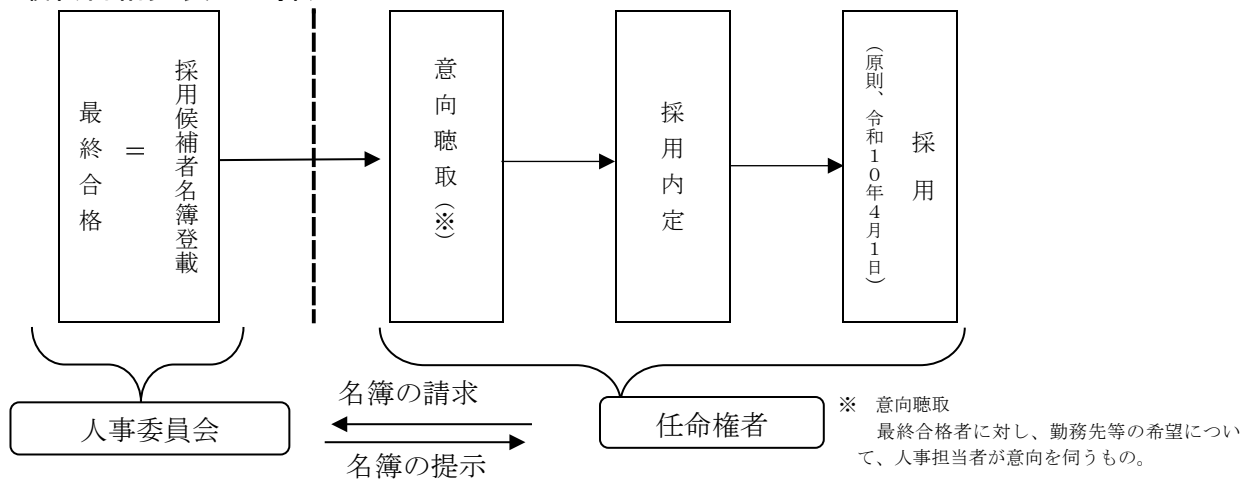 最終合格
＝
採用候補者名簿登載
意向聴取（※）
採用内定
採用
（原則、令和１０年４月１日）
人事委員会
名簿の請求
名簿の提示
任命権者
※　意向聴取
最終合格者に対し、勤務先等の希望につい
て、人事担当者が意向を伺うもの。